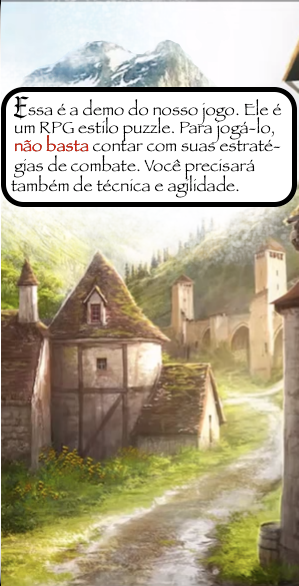 Essa é a demo do nosso jogo. Ele é
um RPG estilo puzzle. Para jogá-lo,
não basta contar com suas estraté-
gias de combate. Você precisará
também de técnica e agilidade.